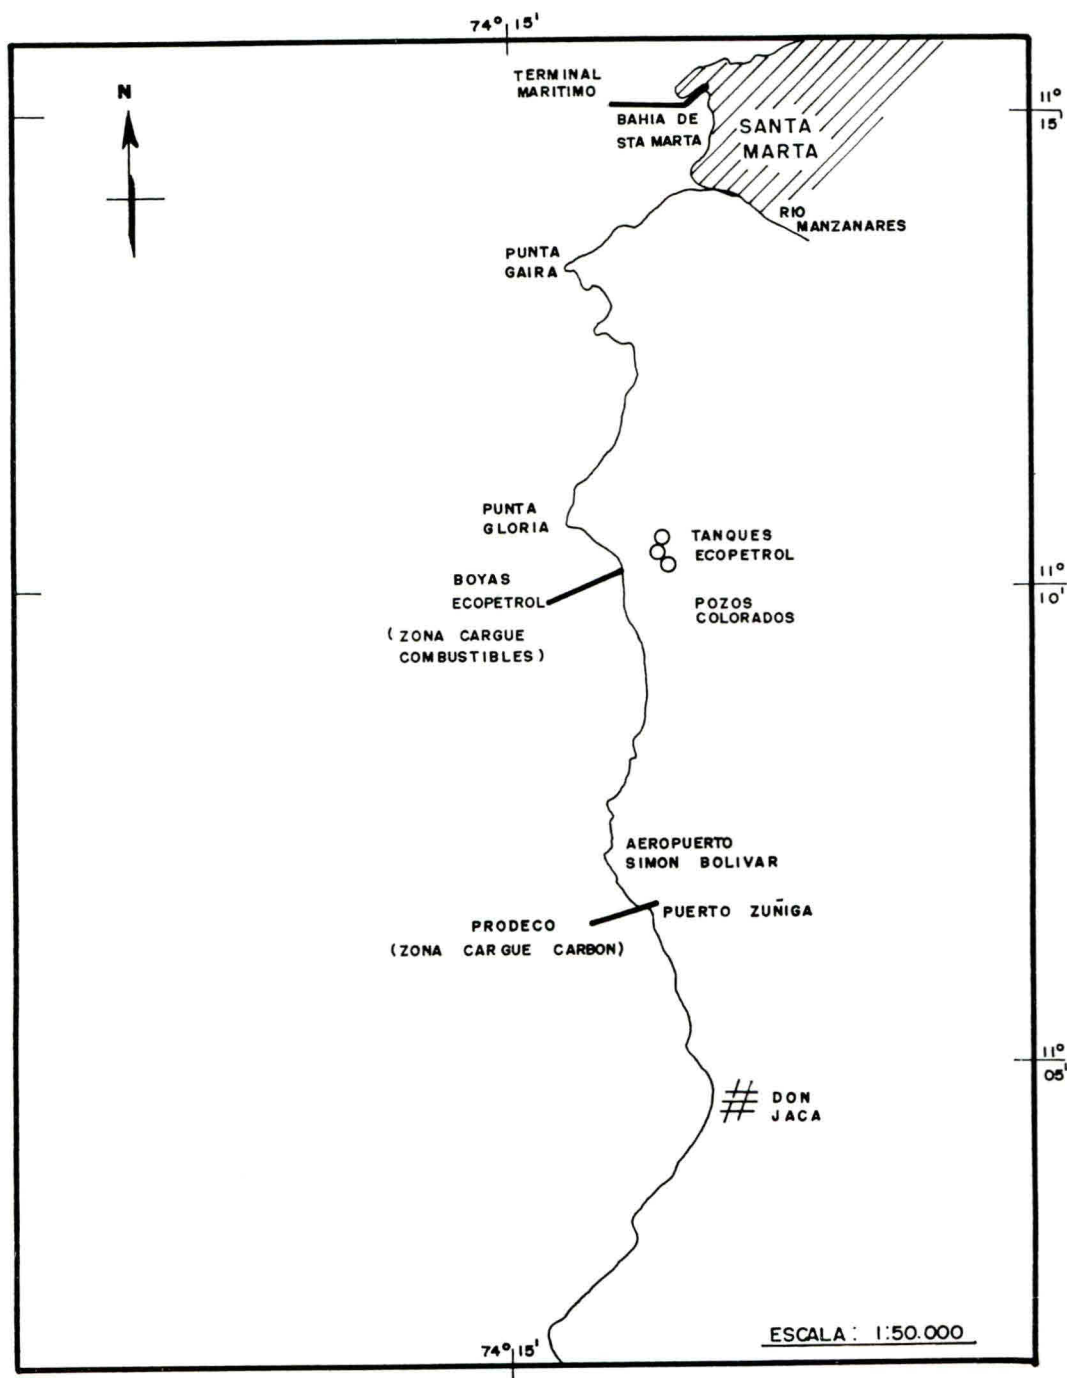 74° 15'
N
TERMINAL
MARITIMO
11°
15'
BAHIA DE
STA MARTA
SANTA
MARTA
RIO
MANZANARES
PUNTA
GAIRA
PUNTA
GLORIA
TANQUES
ECOPETROL
BOYAS
ECOPETROL
11°
10'
POZOS
COLORADOS
(ZONA CARGUE
COMBUSTIBLES)
AEROPUERTO
SIMON BOLIVAR
PUERTO ZUÑIGA
PRODECO
(ZONA CARGUE CARBON)
11°
05'
DON
JACA
ESCALA: 1:50.000
74° 15'